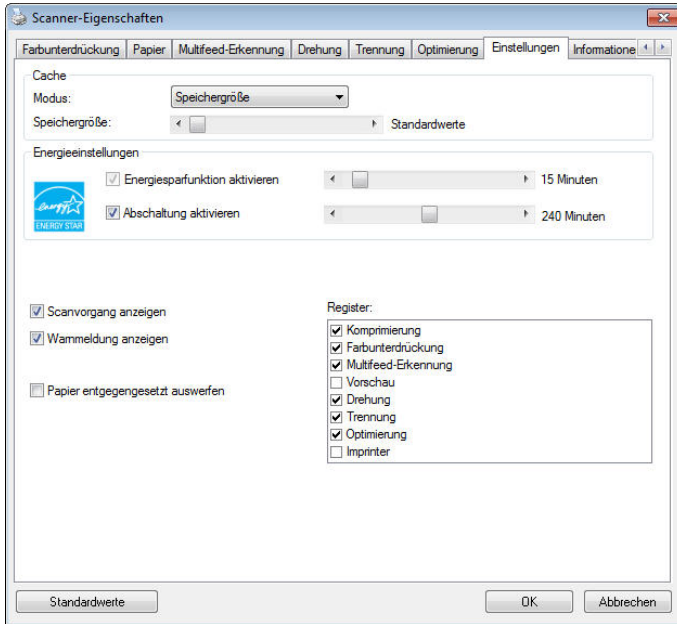 Scanner-Eigenschaften
Farbunterdrückung Papier Multifeed-Erkennung Drehung Trennung Optimierung Einstellungen Informatione
Cache
Modus: Speichergröße
Speichergröße: Standardwerte
Energieeinstellungen
Energiesparfunktion aktivieren 15 Minuten
Abschaltung aktivieren 240 Minuten
energy
ENERGY STAR
Scanvorgang anzeigen
Warnmeldung anzeigen
Papier entgegengesetzt auswerfen
Register:
Komprimierung
Farbunterdrückung
Multifeed-Erkennung
Vorschau
Drehung
Trennung
Optimierung
Imprinter
Standardwerte OK Abbrechen